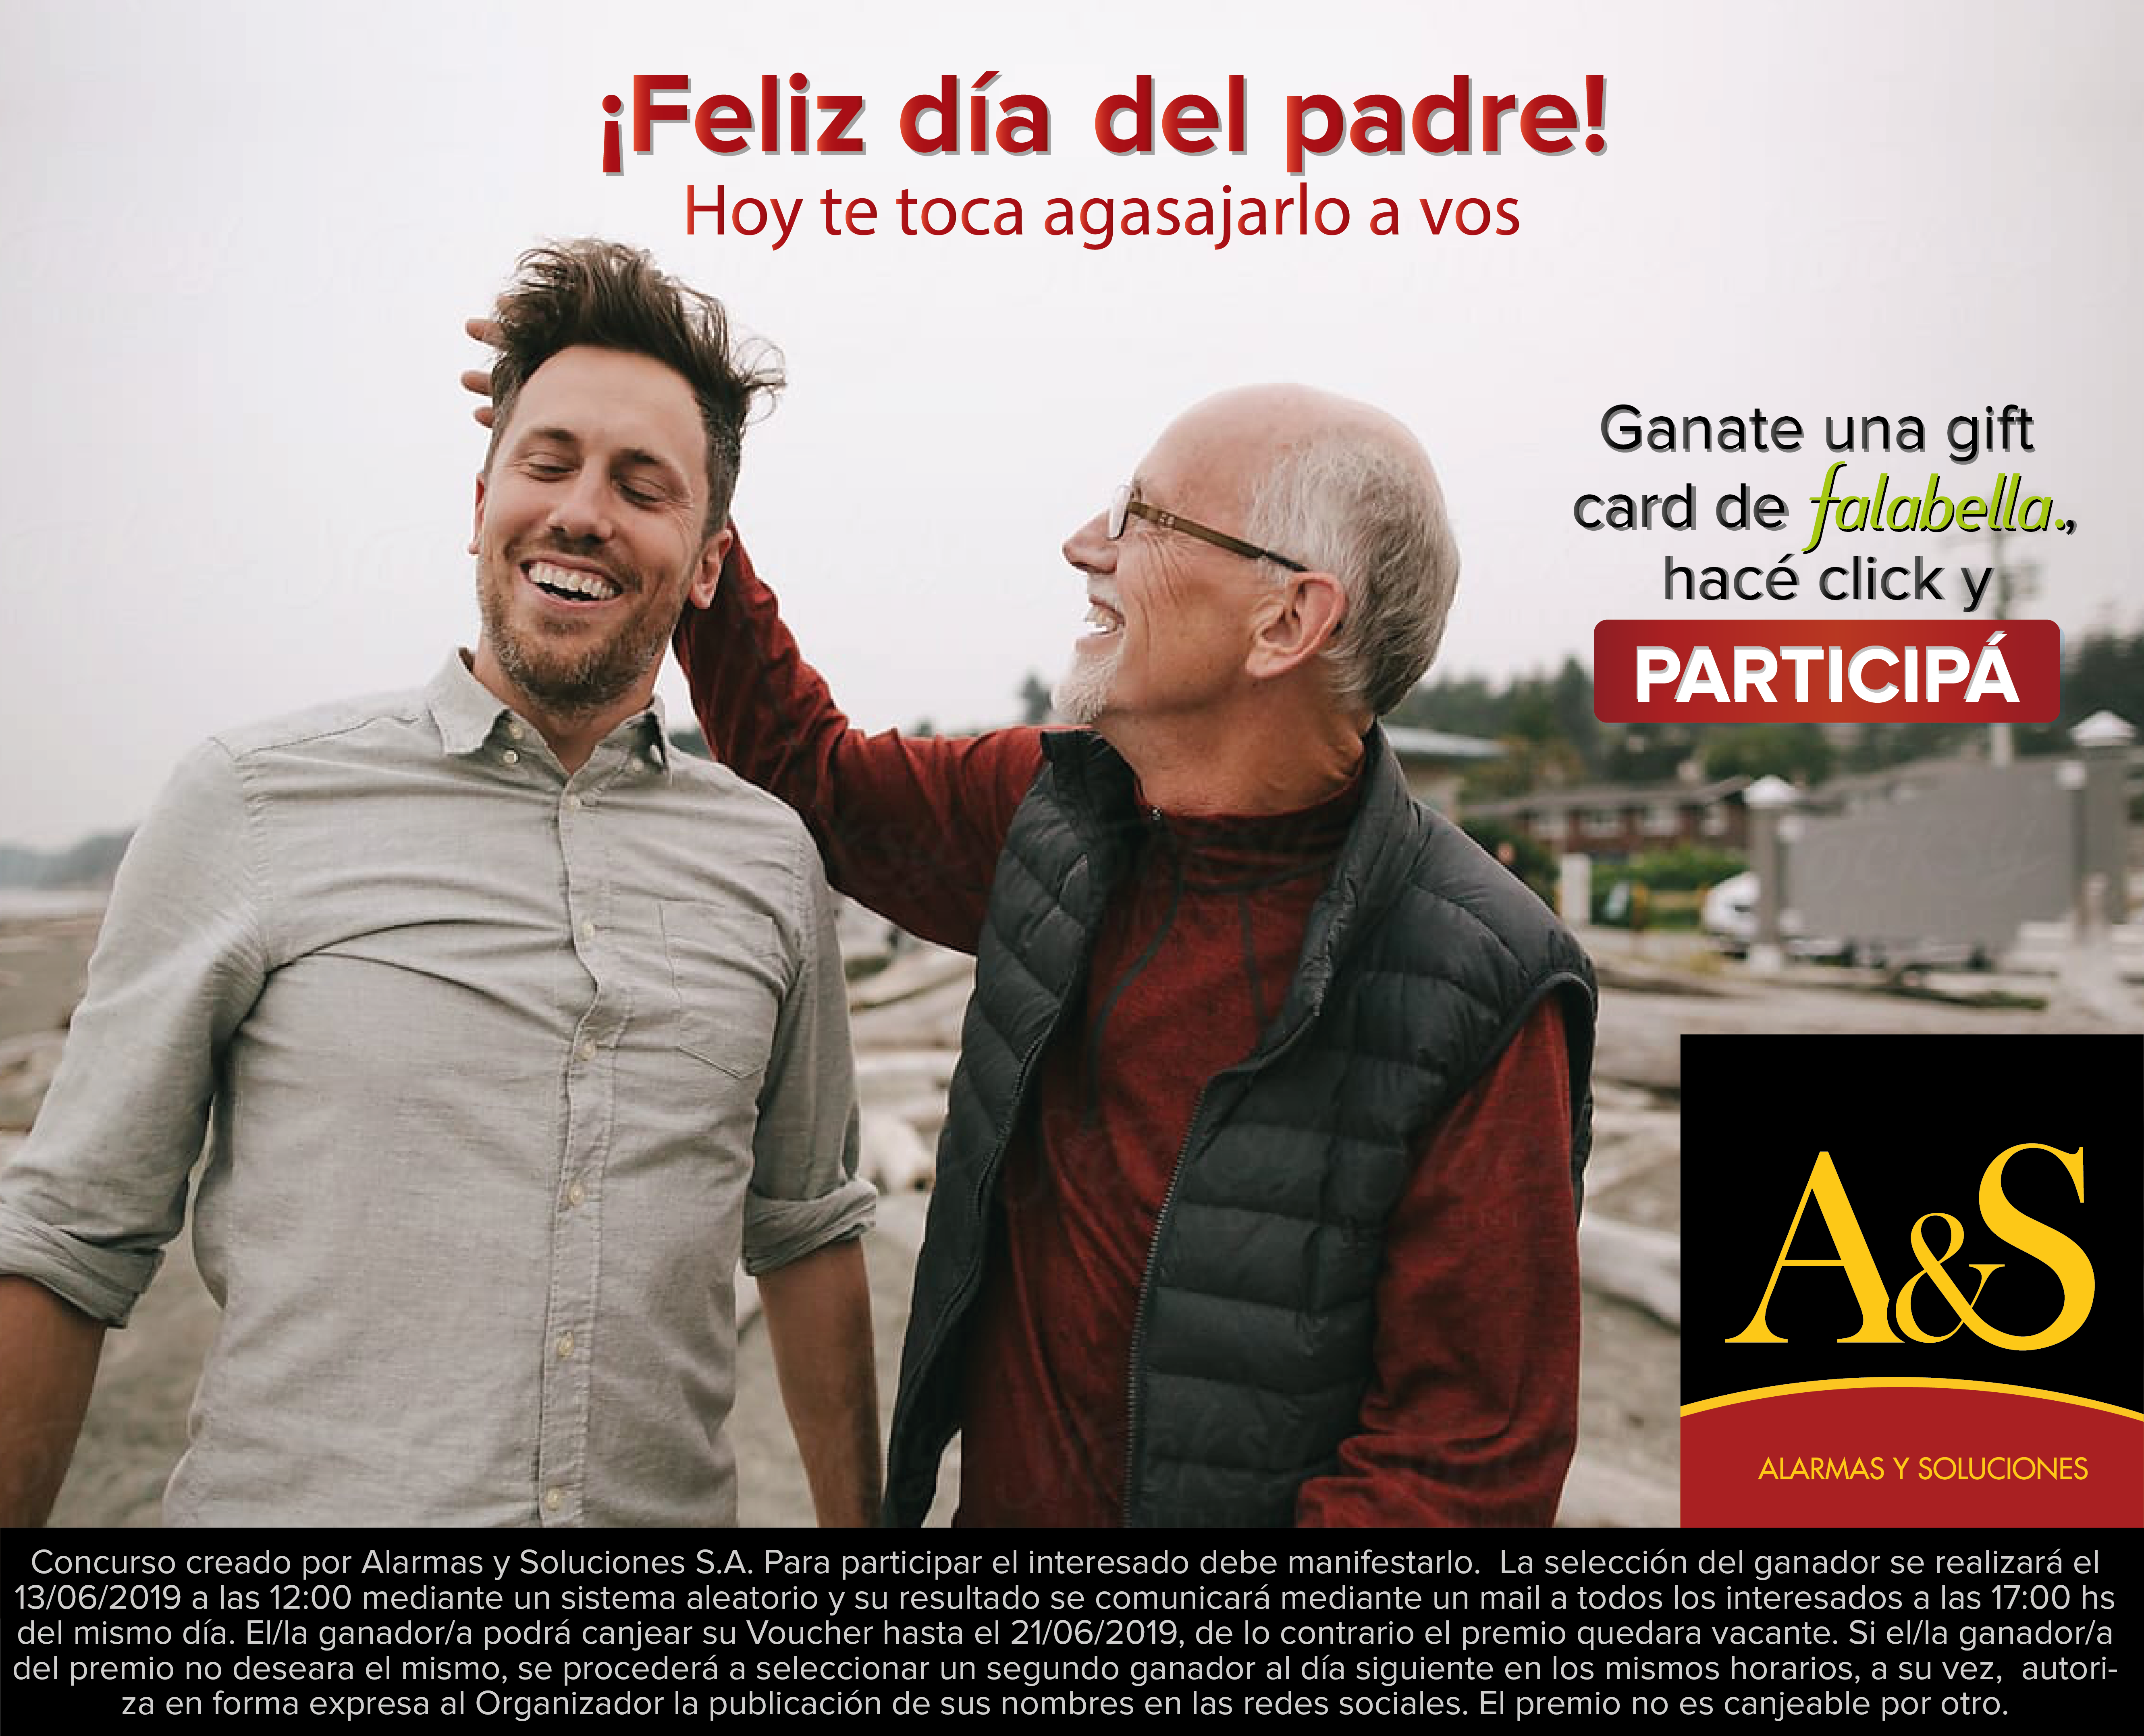 ¡Feliz día del padre!
Hoy te toca agasajarlo a vos
Ganate una gift
card de falabella.,
hacé click y
PARTICIPÁ
A&S
ALARMAS Y SOLUCIONES
Concurso creado por Alarmas y Soluciones S.A. Para participar el interesado debe manifestarlo.  La selección del ganador se realizará el
13/06/2019 a las 12:00 mediante un sistema aleatorio y su resultado se comunicará mediante un mail a todos los interesados a las 17:00 hs
del mismo día. El/la ganador/a podrá canjear su Voucher hasta el 21/06/2019, de lo contrario el premio quedara vacante. Si el/la ganador/a
del premio no deseara el mismo, se procederá a seleccionar un segundo ganador al día siguiente en los mismos horarios, a su vez,  autori-
za en forma expresa al Organizador la publicación de sus nombres en las redes sociales. El premio no es canjeable por otro.